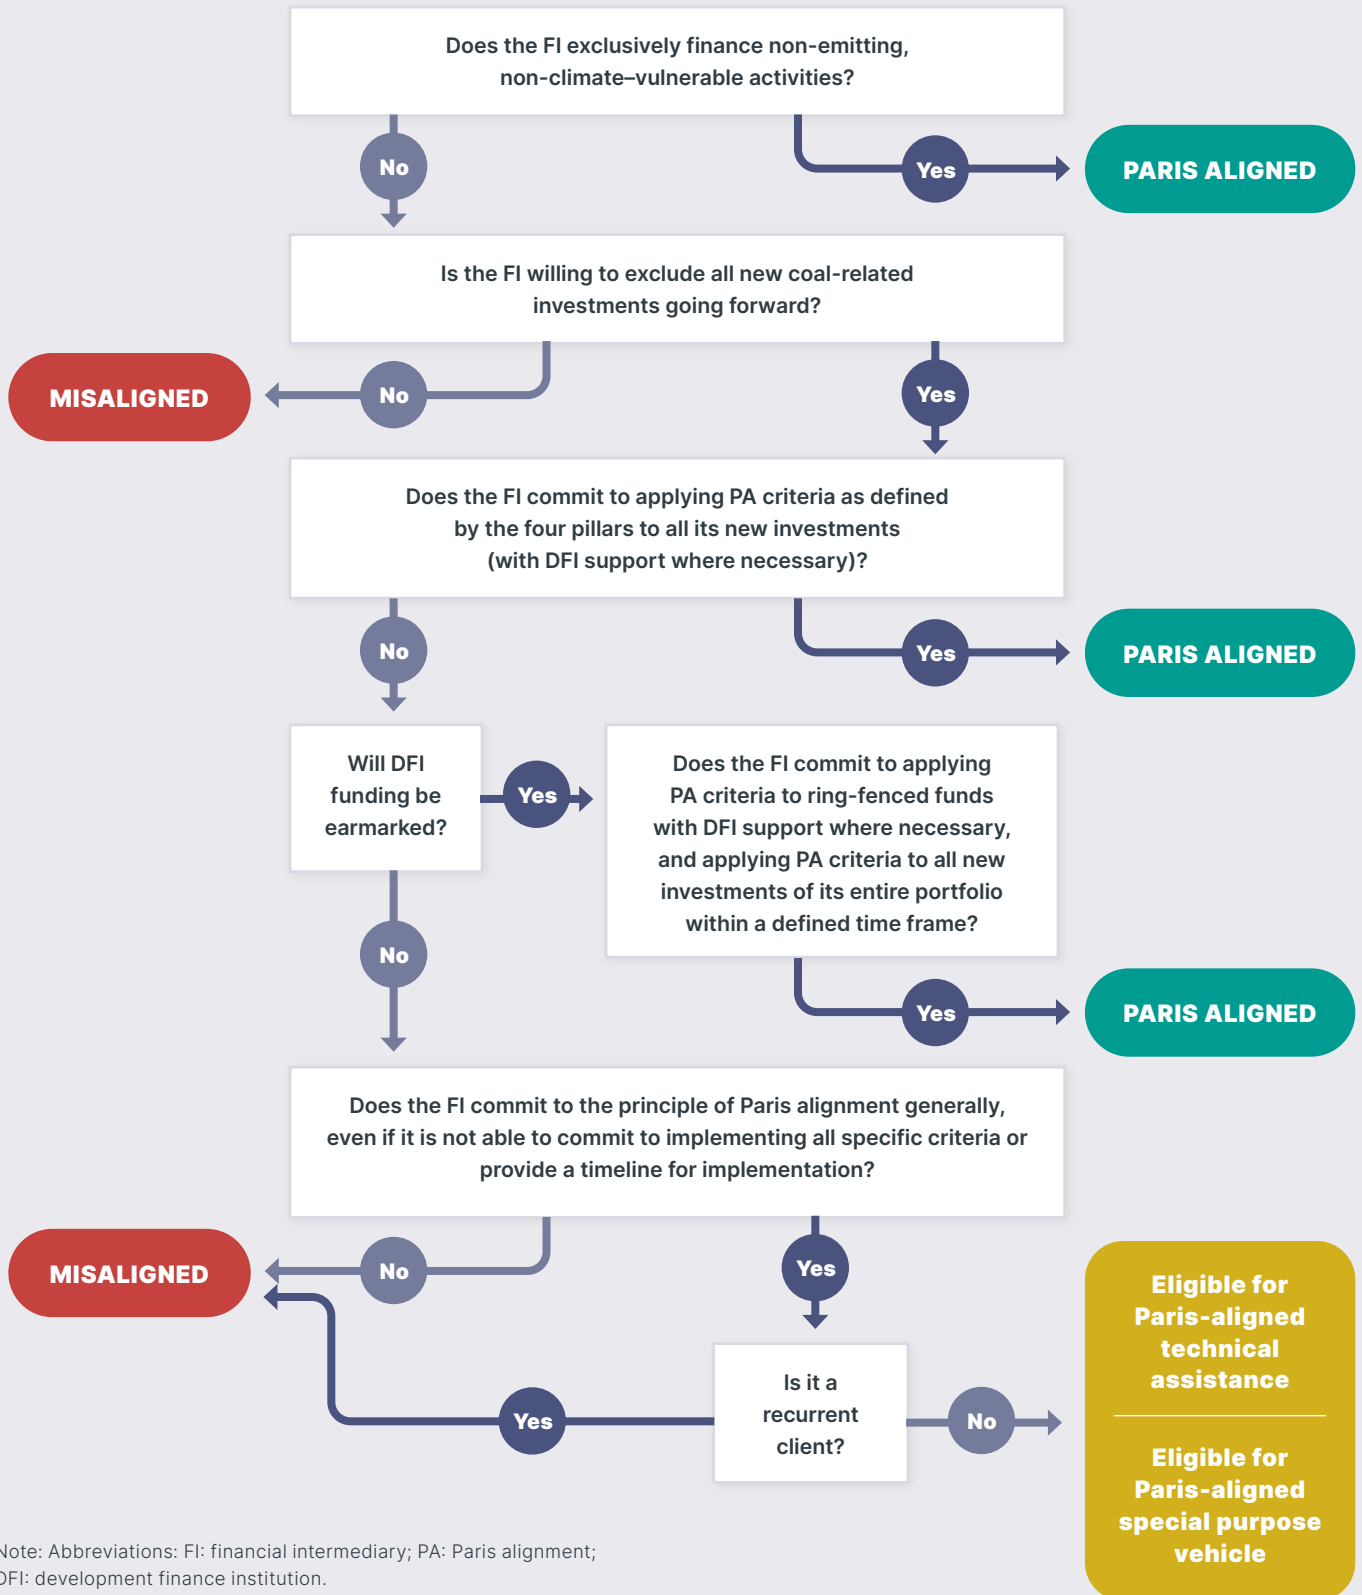 Does the FI exclusively finance non-emitting,
non-climate–vulnerable activities?
No
Yes
PARIS ALIGNED
Is the FI willing to exclude all new coal-related
investments going forward?
MISALIGNED
No
Yes
Does the FI commit to applying PA criteria as defined
by the four pillars to all its new investments
(with DFI support where necessary)?
No
Yes
PARIS ALIGNED
Will DFI
funding be
earmarked?
Yes
Does the FI commit to applying
PA criteria to ring-fenced funds
with DFI support where necessary,
and applying PA criteria to all new
investments of its entire portfolio
within a defined time frame?
No
Yes
PARIS ALIGNED
Does the FI commit to the principle of Paris alignment generally,
even if it is not able to commit to implementing all specific criteria or
provide a timeline for implementation?
MISALIGNED
No
Yes
Is it a
recurrent
client?
Yes
No
Eligible for
Paris-aligned
technical
assistance
Eligible for
Paris-aligned
special purpose
vehicle
Note: Abbreviations: FI: financial intermediary; PA: Paris alignment;
DFI: development finance institution.